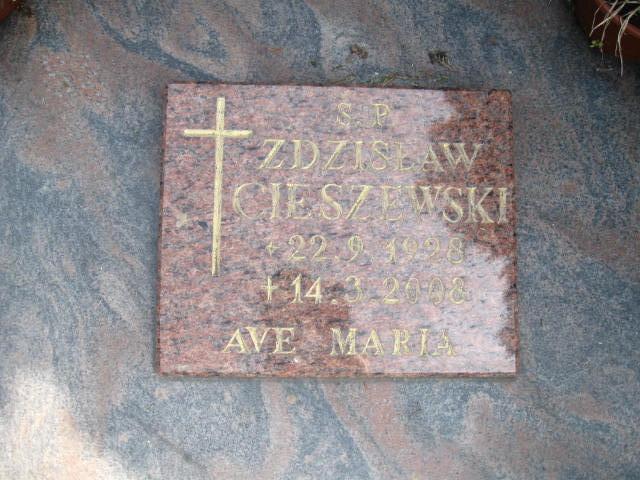 Ś.P.
ZDZISŁAW
CIESZEWSKI
* 22.9.1928
† 14.3.2008
AVE MARIA